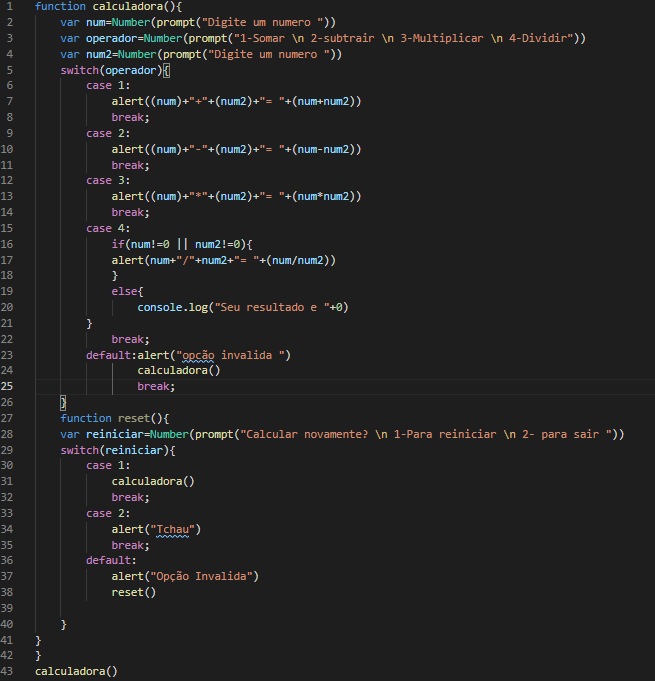 1 function calculadora(){
2 var num=Number(prompt("Digite um numero "))
3 var operador=Number(prompt("1-Somar \n 2-subtrair \n 3-Multiplicar \n 4-Dividir"))
4 var num2=Number(prompt("Digite um numero "))
5 switch(operador){
6 case 1:
7 alert((num)+"+"+(num2)+"= "+(num+num2))
8 break;
9 case 2:
10 alert((num)+"-"+(num2)+"= "+(num-num2))
11 break;
12 case 3:
13 alert((num)+"*"+(num2)+"= "+(num*num2))
14 break;
15 case 4:
16 if(num!=0 || num2!=0){
17 alert(num+"/"+num2+"= "+(num/num2))
18 }
19 else{
20 console.log("Seu resultado e "+0)
21 }
22 break;
23 default:alert("opcão invalida ")
24 calculadora()
25 break;
26 }
27 function reset(){
28 var reiniciar=Number(prompt("Calcular novamente? \n 1-Para reiniciar \n 2- para sair "))
29 switch(reiniciar){
30 case 1:
31 calculadora()
32 break;
33 case 2:
34 alert("Tchau")
35 break;
36 default:
37 alert("Opção Invalida")
38 reset()
39
40 }
41 }
42 }
43 calculadora()